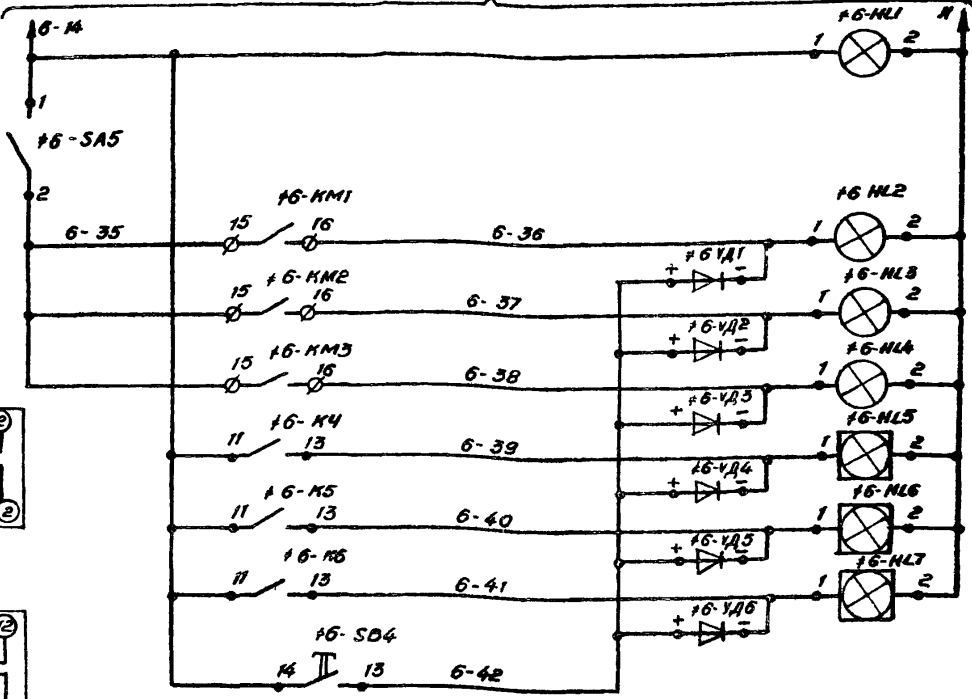 6-14
≠6-HL1
N
1
2
1
≠6-SA5
2
≠6-KM1
≠6 HL2
6-35
15
16
6-36
1
2
≠6 VД1
+
-
≠6-KM2
≠6-HL3
15
16
6-37
1
2
≠6-VД2
+
-
≠6-KM3
≠6-HL4
15
16
6-38
1
2
≠6-VД3
+
-
≠6-K4
≠6-HL5
11
13
6-39
1
2
≠6-VД4
+
-
≠6-K5
≠6-HL6
11
13
6-40
1
2
≠6-VД5
+
-
≠6-K6
≠6-HL7
11
13
6-41
1
2
≠6-VД6
+
-
≠6-SB4
14
13
6-42
2
12